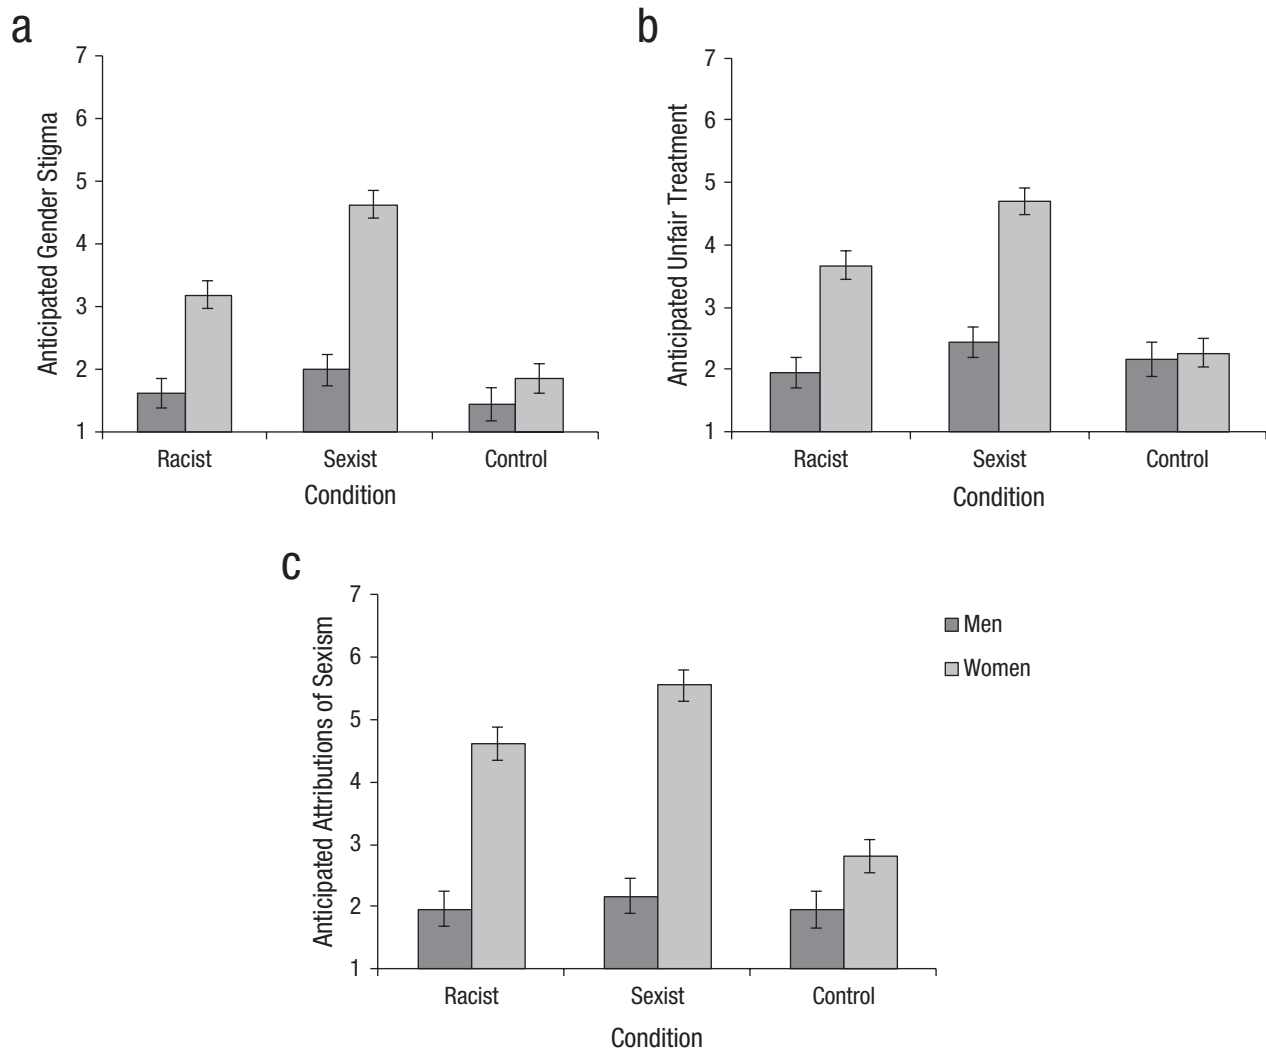 a
Anticipated Gender Stigma
7
6
5
4
3
2
1
Racist Sexist Control
Condition
b
Anticipated Unfair Treatment
7
6
5
4
3
2
1
Racist Sexist Control
Condition
c
Anticipated Attributions of Sexism
7
6
5
4
3
2
1
Racist Sexist Control
Condition
Men
Women